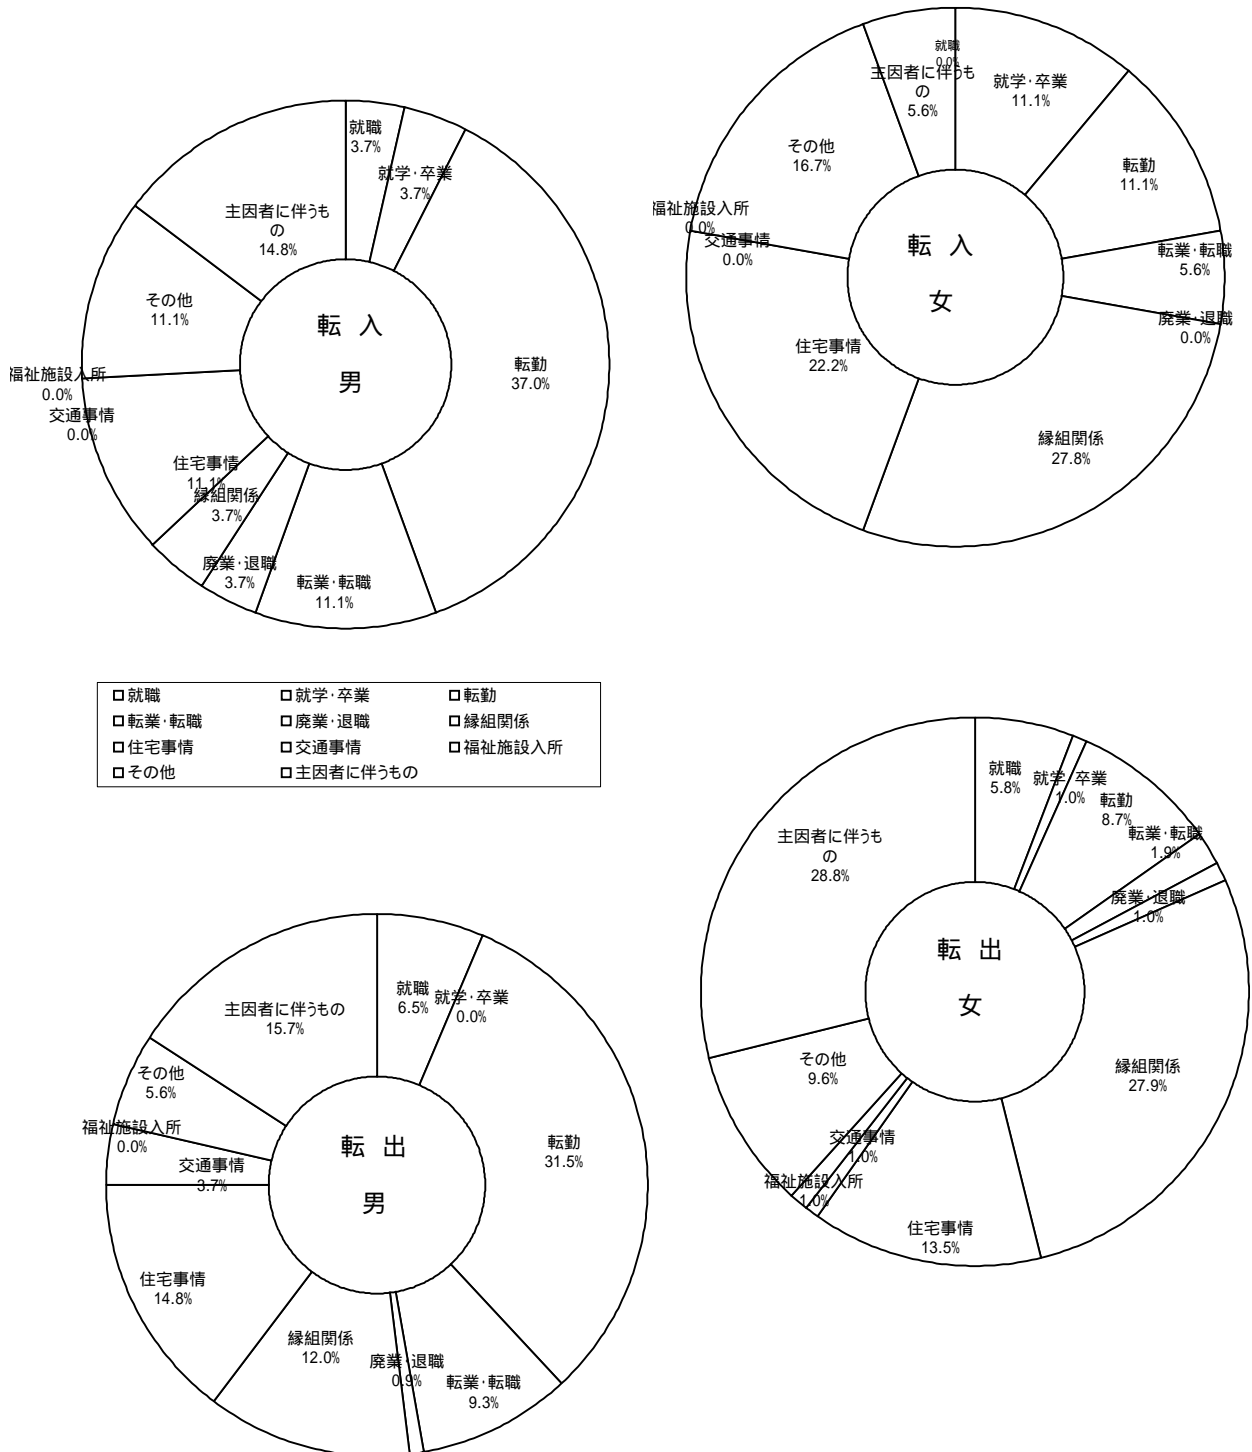 就職
3.7%
就学・卒業
3.7%
転勤
37.0%
転業・転職
11.1%
廃業・退職
3.7%
縁組関係
3.7%
住宅事情
11.1%
交通事情
0.0%
福祉施設入所
0.0%
その他
11.1%
主因者に伴うも
の
14.8%
転 入
男
就職
0.0%
就学・卒業
11.1%
転勤
11.1%
転業・転職
5.6%
廃業・退職
0.0%
縁組関係
27.8%
住宅事情
22.2%
交通事情
0.0%
福祉施設入所
0.0%
その他
16.7%
主因者に伴うも
の
5.6%
転 入
女
就職 就学・卒業 転勤
転業・転職 廃業・退職 縁組関係
住宅事情 交通事情 福祉施設入所
その他 主因者に伴うもの
就職
6.5%
就学・卒業
0.0%
転勤
31.5%
転業・転職
9.3%
廃業・退職
0.9%
縁組関係
12.0%
住宅事情
14.8%
交通事情
3.7%
福祉施設入所
0.0%
その他
5.6%
主因者に伴うもの
15.7%
転 出
男
就職
5.8%
就学・卒業
1.0%
転勤
8.7%
転業・転職
1.9%
廃業・退職
1.0%
縁組関係
27.9%
住宅事情
13.5%
交通事情
1.0%
福祉施設入所
1.0%
その他
9.6%
主因者に伴うも
の
28.8%
転 出
女